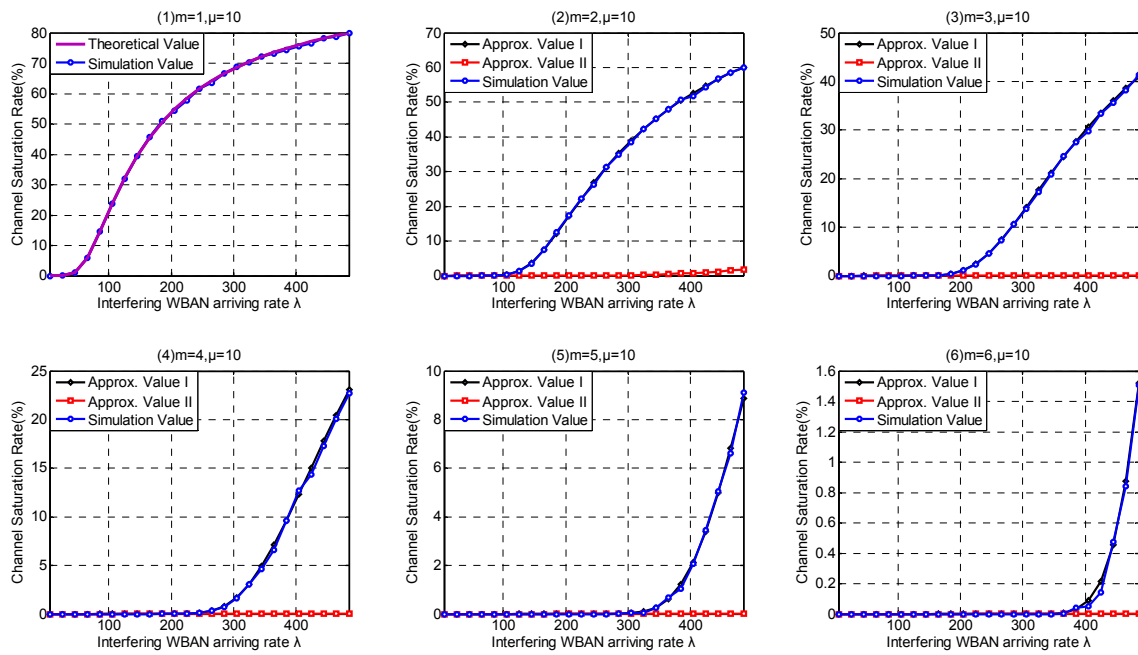 (1)m=1,μ=10
Channel Saturation Rate(%)
80
70
60
50
40
30
20
10
0
Theoretical Value
Simulation Value
100 200 300 400
Interfering WBAN arriving rate λ
(2)m=2,μ=10
Channel Saturation Rate(%)
70
60
50
40
30
20
10
0
Approx. Value I
Approx. Value II
Simulation Value
100 200 300 400
Interfering WBAN arriving rate λ
(3)m=3,μ=10
Channel Saturation Rate(%)
50
40
30
20
10
0
Approx. Value I
Approx. Value II
Simulation Value
100 200 300 400
Interfering WBAN arriving rate λ
(4)m=4,μ=10
Channel Saturation Rate(%)
25
20
15
10
5
0
Approx. Value I
Approx. Value II
Simulation Value
100 200 300 400
Interfering WBAN arriving rate λ
(5)m=5,μ=10
Channel Saturation Rate(%)
10
8
6
4
2
0
Approx. Value I
Approx. Value II
Simulation Value
100 200 300 400
Interfering WBAN arriving rate λ
(6)m=6,μ=10
Channel Saturation Rate(%)
1.6
1.4
1.2
1
0.8
0.6
0.4
0.2
0
Approx. Value I
Approx. Value II
Simulation Value
100 200 300 400
Interfering WBAN arriving rate λ